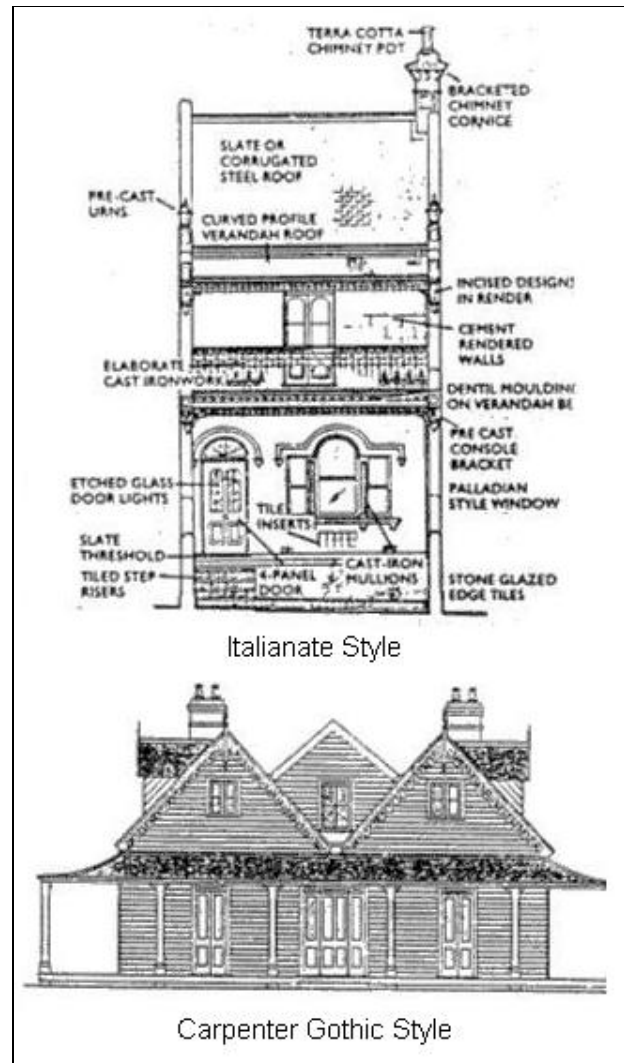 TERRA COTTA
CHIMNEY POT
BRACKETED
CHIMNEY
CORNICE
SLATE OR
CORRUGATED
STEEL ROOF
PRE-CAST
URNS
CURVED PROFILE
VERANDAH ROOF
INCISED DESIGNS
IN RENDER
CEMENT
RENDERED
WALLS
ELABORATE
CAST IRONWORK
DENTIL MOULDING
ON VERANDAH BE
PRE CAST
CONSOLE
BRACKET
ETCHED GLASS
DOOR LIGHTS
PALLADIAN
STYLE WINDOW
TILE
INSERTS
SLATE
THRESHOLD
TILED STEP
RISERS
4-PANEL
DOOR
CAST-IRON
MULLIONS
STONE GLAZED
EDGE TILES
Italianate Style
Carpenter Gothic Style